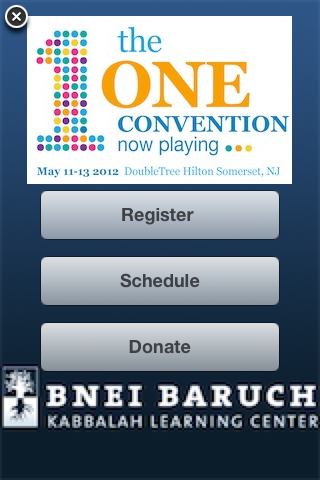 the
1 ONE
CONVENTION
now playing ...
May 11-13 2012 DoubleTree Hilton Somerset, NJ
Register
Schedule
Donate
BNEI BARUCH
KABBALAH LEARNING CENTER